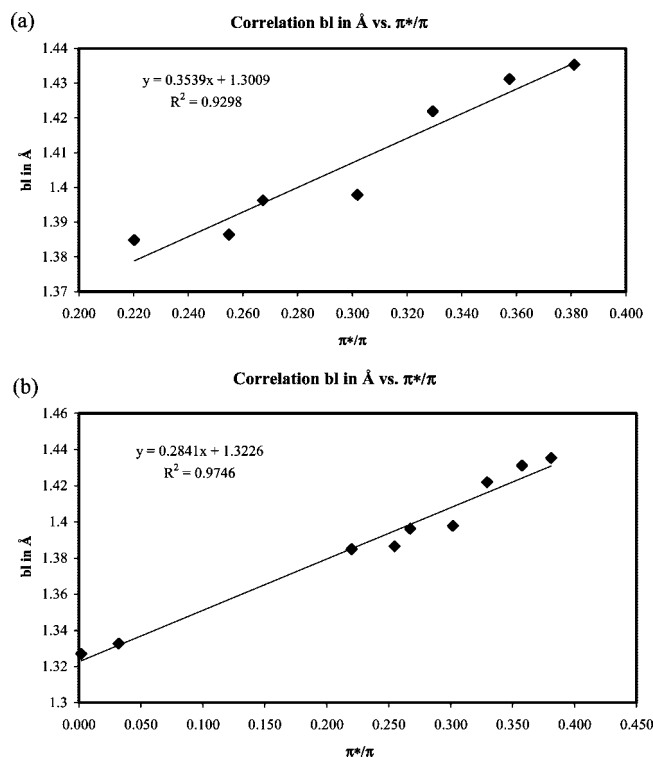 (a)
Correlation bl in Å vs. π*/π
y = 0.3539x + 1.3009
R² = 0.9298
bl in Å
1.44
1.43
1.42
1.41
1.4
1.39
1.38
1.37
0.200 0.220 0.240 0.260 0.280 0.300 0.320 0.340 0.360 0.380 0.400
π*/π
(b)
Correlation bl in Å vs. π*/π
y = 0.2841x + 1.3226
R² = 0.9746
bl in Å
1.46
1.44
1.42
1.4
1.38
1.36
1.34
1.32
1.3
0.000 0.050 0.100 0.150 0.200 0.250 0.300 0.350 0.400 0.450
π*/π